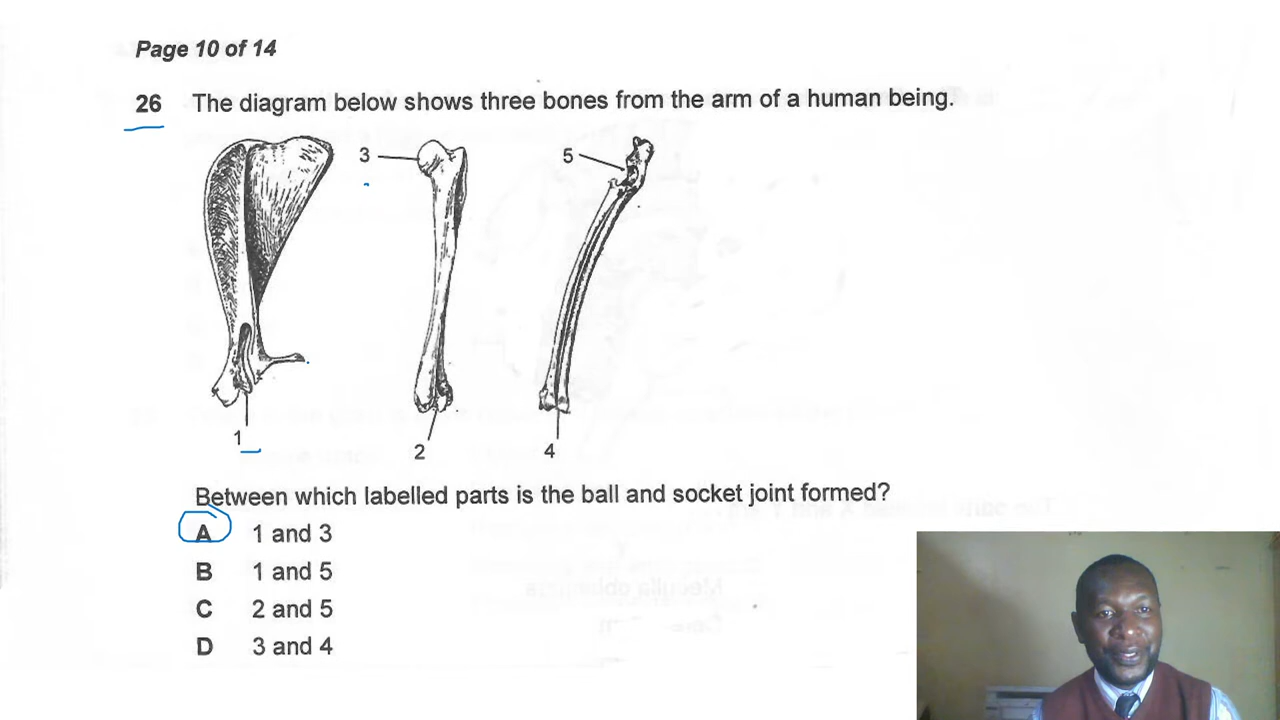 Page 10 of 14
26 The diagram below shows three bones from the arm of a human being.
3
5
1
2
4
Between which labelled parts is the ball and socket joint formed?
A 1 and 3
B 1 and 5
C 2 and 5
D 3 and 4